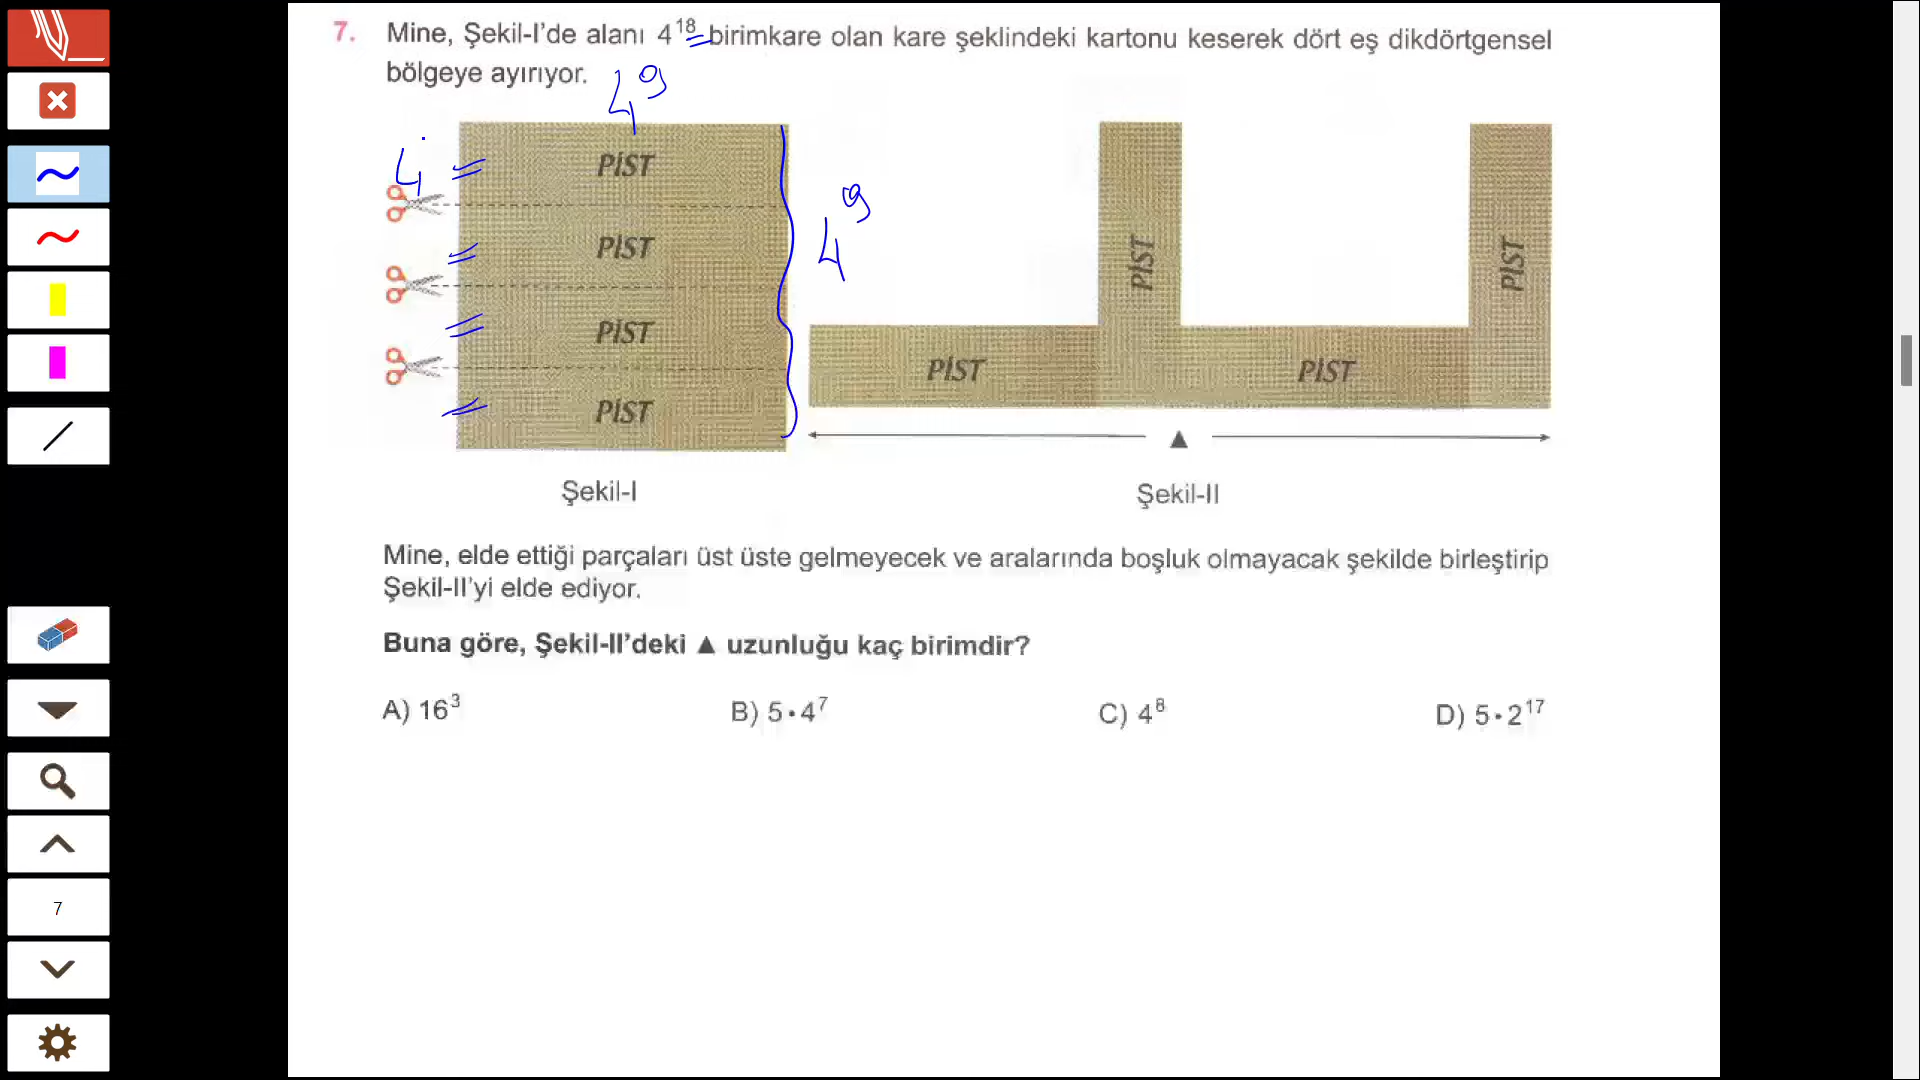 7. Mine, Şekil-I'de alanı 4¹⁸ birimkare olan kare şeklindeki kartonu keserek dört eş dikdörtgensel
bölgeye ayırıyor.
4⁹
4
PİST
PİST
PİST
PİST
4⁹
PİST
PİST
PİST
PİST
▲
Şekil-I
Şekil-II
Mine, elde ettiği parçaları üst üste gelmeyecek ve aralarında boşluk olmayacak şekilde birleştirip
Şekil-II'yi elde ediyor.
Buna göre, Şekil-II'deki ▲ uzunluğu kaç birimdir?
A) 16³ B) 5·4⁷ C) 4⁸ D) 5·2¹⁷
7